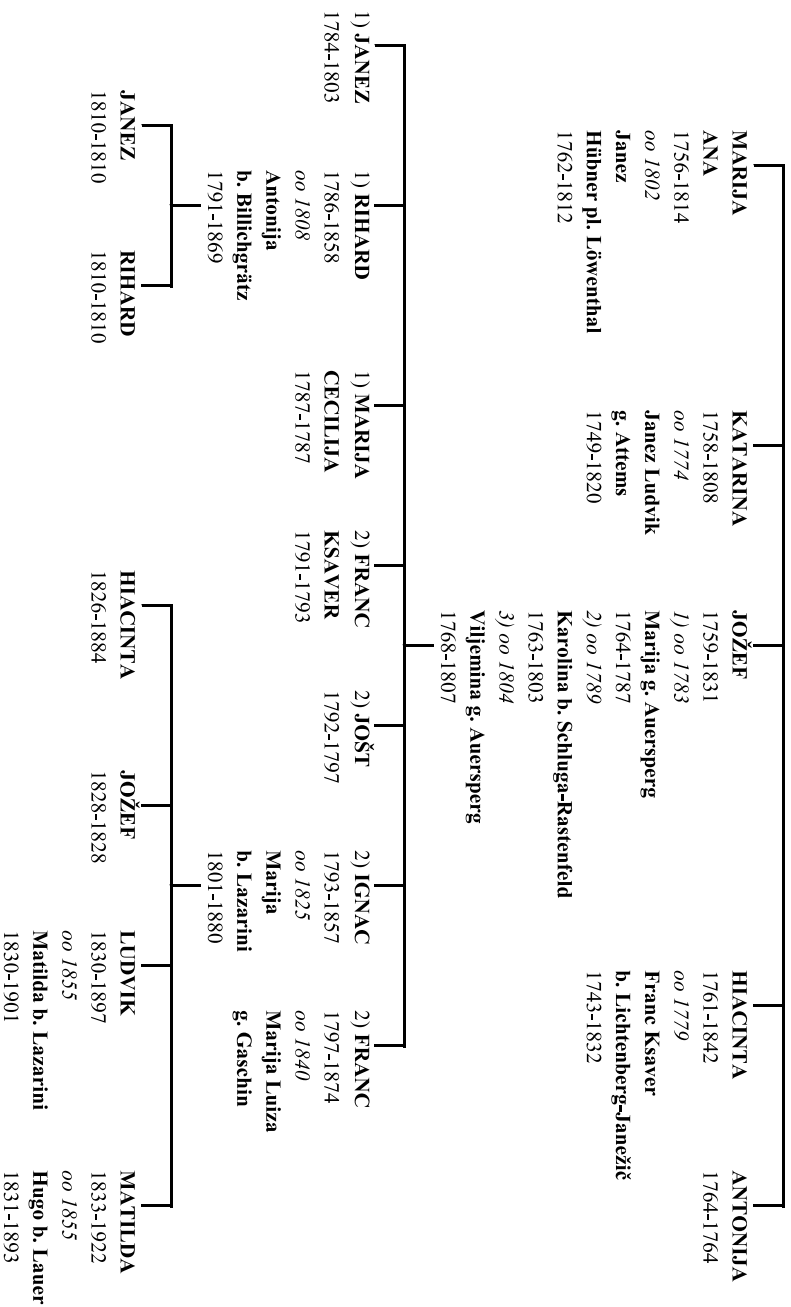 MARIJA
ANA
1756-1814
oo 1802
Janez
Hübner pl. Löwenthal
1762-1812
KATARINA
1758-1808
oo 1774
Janez Ludvik
g. Attems
1749-1820
JOŽEF
1759-1831
1) oo 1783
Marija g. Auersperg
1764-1787
2) oo 1789
Karolina b. Schluga-Rastenfeld
1763-1803
3) oo 1804
Viljemina g. Auersperg
1768-1807
HIACINTA
1761-1842
oo 1779
Franc Ksaver
b. Lichtenberg-Janežič
1743-1832
ANTONIJA
1764-1764
1) JANEZ
1784-1803
1) RIHARD
1786-1858
oo 1808
Antonija
b. Billichgrätz
1791-1869
1) MARIJA
CECILIJA
1787-1787
2) FRANC
KSAVER
1791-1793
2) JOŠT
1792-1797
2) IGNAC
1793-1857
oo 1825
Marija
b. Lazarini
1801-1880
2) FRANC
1797-1874
oo 1840
Marija Luiza
g. Gaschin
JANEZ
1810-1810
RIHARD
1810-1810
HIACINTA
1826-1884
JOŽEF
1828-1828
LUDVIK
1830-1897
oo 1855
Matilda b. Lazarini
1830-1901
MATILDA
1833-1922
oo 1855
Hugo b. Lauer
1831-1893